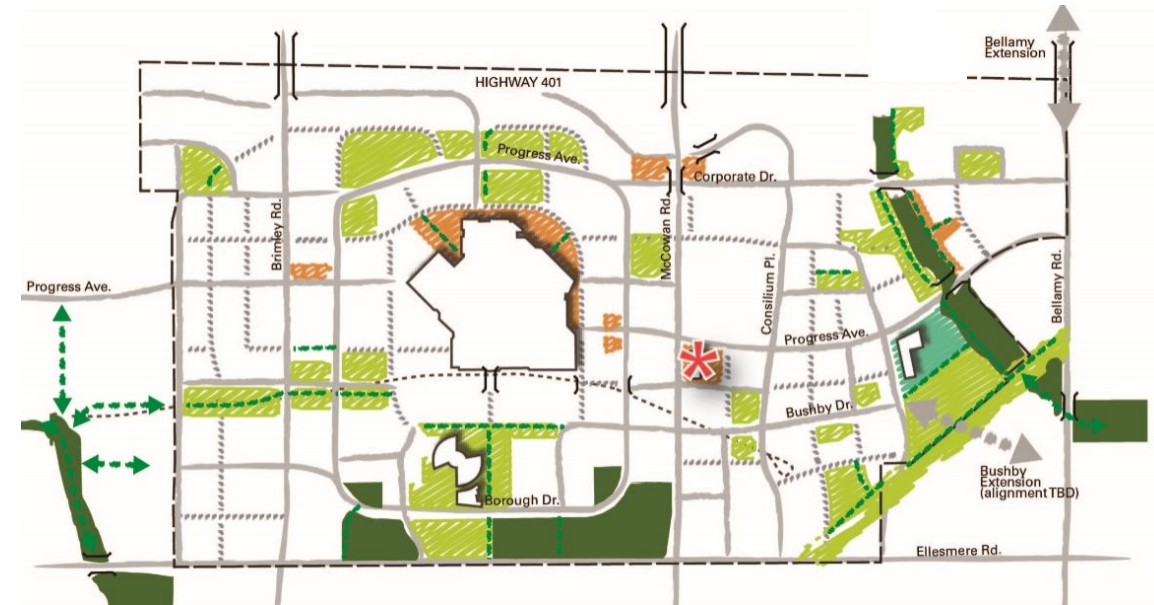 Bellamy
Extension
HIGHWAY 401
Progress Ave.
Corporate Dr.
Brimley Rd.
McCowan Rd.
Consilium Pl.
Bellamy Rd.
Progress Ave.
Progress Ave.
Bushby Dr.
Bushby
Extension
(alignment TBD)
Borough Dr.
Ellesmere Rd.